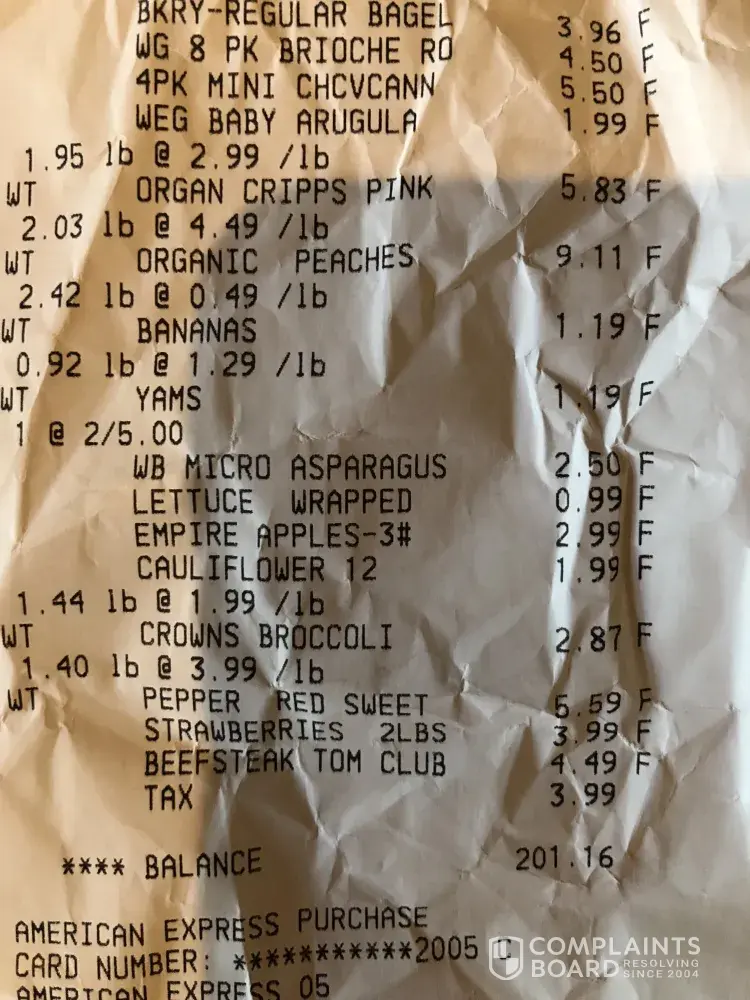 BKRY-REGULAR BAGEL 3.96 F
WG 8 PK BRIOCHE RO 4.50 F
4PK MINI CHCVCANN 5.50 F
WEG BABY ARUGULA 1.99 F
1.95 lb @ 2.99 /lb
WT ORGAN CRIPPS PINK 5.83 F
2.03 lb @ 4.49 /lb
WT ORGANIC PEACHES 9.11 F
2.42 lb @ 0.49 /lb
WT BANANAS 1.19 F
0.92 lb @ 1.29 /lb
WT YAMS 1.19 F
1 @ 2/5.00
WB MICRO ASPARAGUS 2.50 F
LETTUCE WRAPPED 0.99 F
EMPIRE APPLES-3# 2.99 F
CAULIFLOWER 12 1.99 F
1.44 lb @ 1.99 /lb
WT CROWNS BROCCOLI 2.87 F
1.40 lb @ 3.99 /lb
WT PEPPER RED SWEET 5.59 F
STRAWBERRIES 2LBS 3.99 F
BEEFSTEAK TOM CLUB 4.49 F
TAX 3.99
**** BALANCE 201.16
AMERICAN EXPRESS PURCHASE
CARD NUMBER: ***********2005 C
AMERICAN EXPRESS 05
COMPLAINTS
BOARD RESOLVING
SINCE 2004